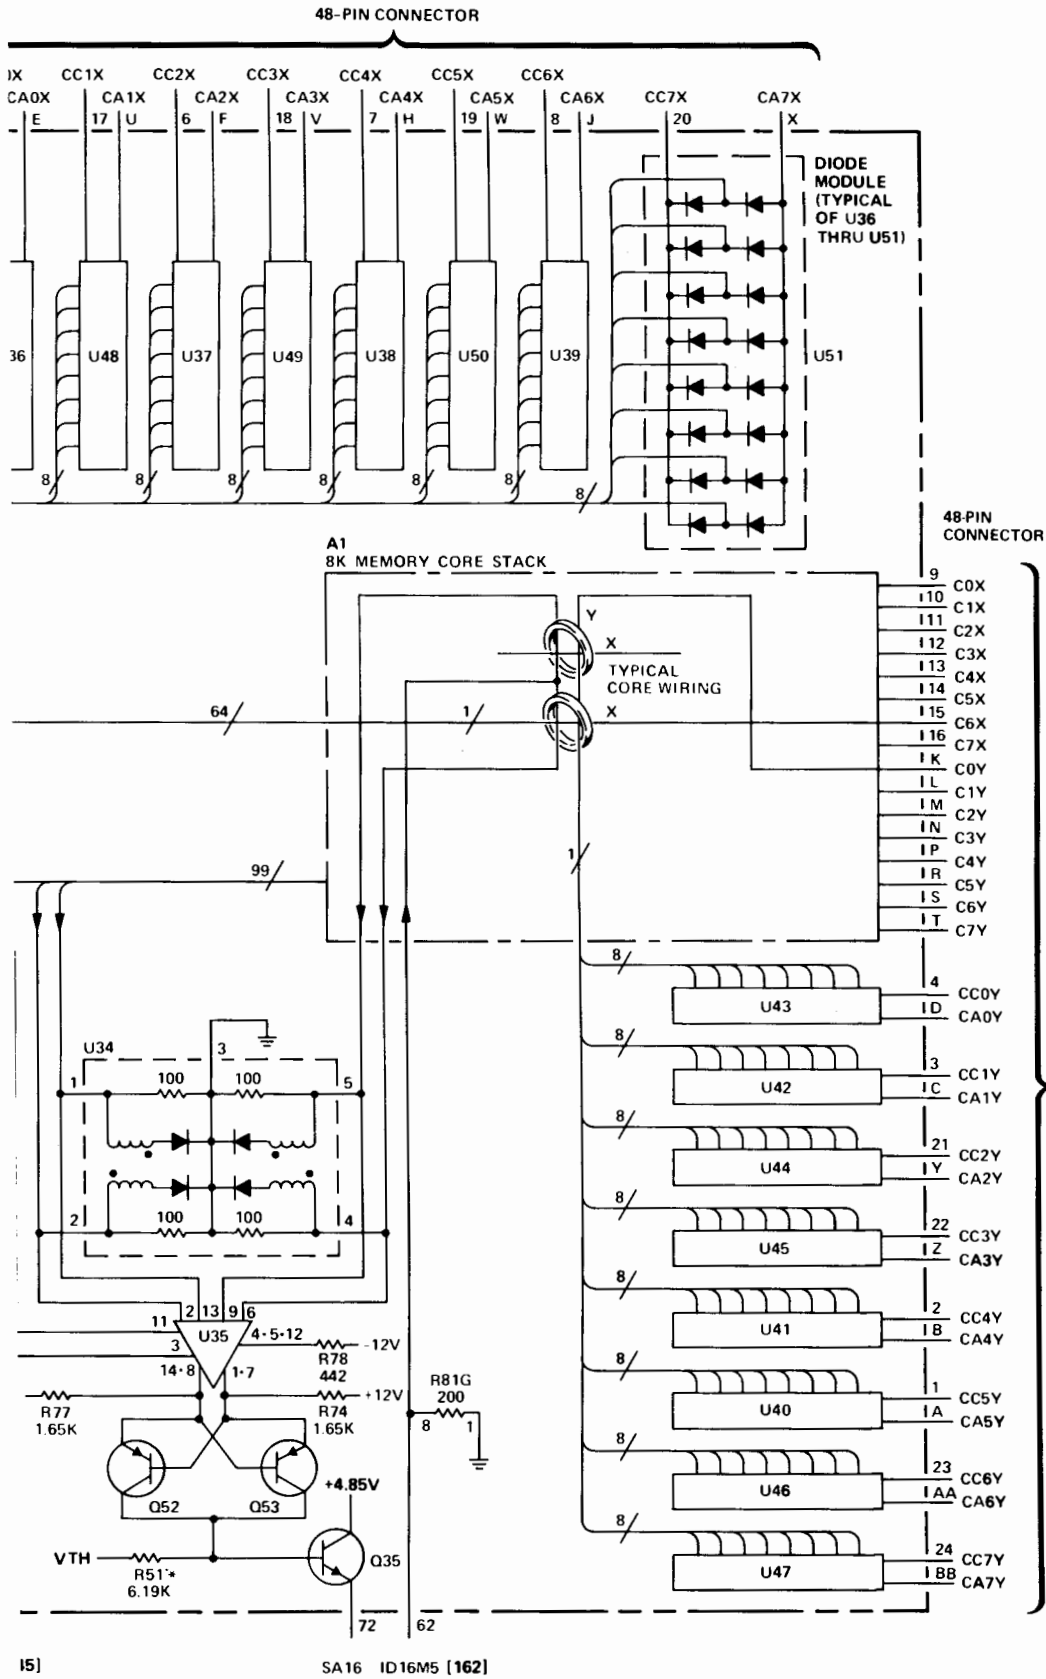 48-PIN CONNECTOR
0X CC1X CC2X CC3X CC4X CC5X CC6X
CA0X CA1X CA2X CA3X CA4X CA5X CA6X CC7X CA7X
E 17 U 6 F 18 V 7 H 19 W 8 J 20 X
DIODE
MODULE
(TYPICAL
OF U36
THRU U51)
36 U48 U37 U49 U38 U50 U39 U51
8 8 8 8 8 8 8
48-PIN
CONNECTOR
A1
8K MEMORY CORE STACK
9 C0X
10 C1X
11 C2X
12 C3X
13 C4X
14 C5X
15 C6X
16 C7X
K C0Y
L C1Y
M C2Y
N C3Y
P C4Y
R C5Y
S C6Y
T C7Y
Y
X
TYPICAL
CORE WIRING
64 1 X
1
99
8 4 CC0Y
U43 D CA0Y
8 3 CC1Y
U42 C CA1Y
8 21 CC2Y
U44 Y CA2Y
8 22 CC3Y
U45 Z CA3Y
8 2 CC4Y
U41 B CA4Y
8 1 CC5Y
U40 A CA5Y
8 23 CC6Y
U46 AA CA6Y
8 24 CC7Y
U47 BB CA7Y
U34 3
1 100 100 5
2 100 100 4
2 13 9 6
11 U35 4·5·12
3 -12V
R78
442
14·8 1·7
+12V
R77
1.65K
R74
1.65K
R81G
200
8 1
Q52 Q53 +4.85V
VTH
R51*
6.19K
Q35
72 62
15] SA16 ID16M5 [162]